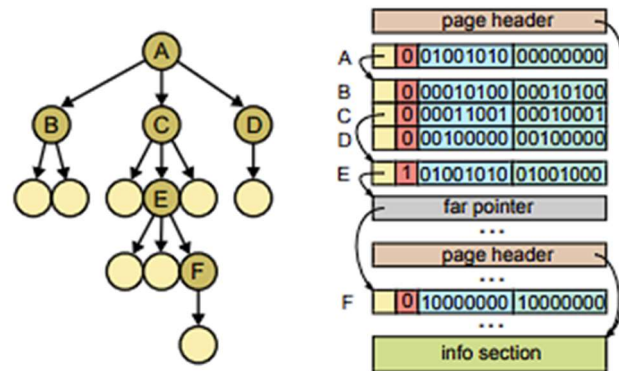 A
B
C
D
E
F
page header
A 0 01001010 00000000
B 0 00010100 00010100
C 0 00011001 00010001
D 0 00100000 00100000
E 1 01001010 01001000
far pointer
...
page header
...
F 0 10000000 10000000
...
info section